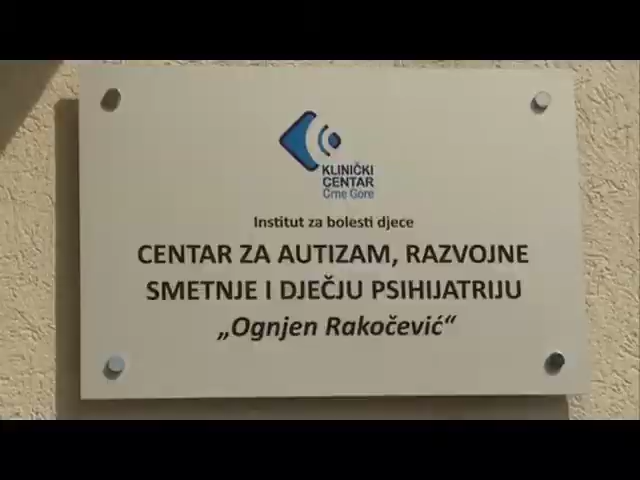 KLINIČKI
CENTAR
Crne Gore
Institut za bolesti djece
CENTAR ZA AUTIZAM, RAZVOJNE
SMETNJE I DJEČJU PSIHIJATRIJU
„Ognjen Rakočević“